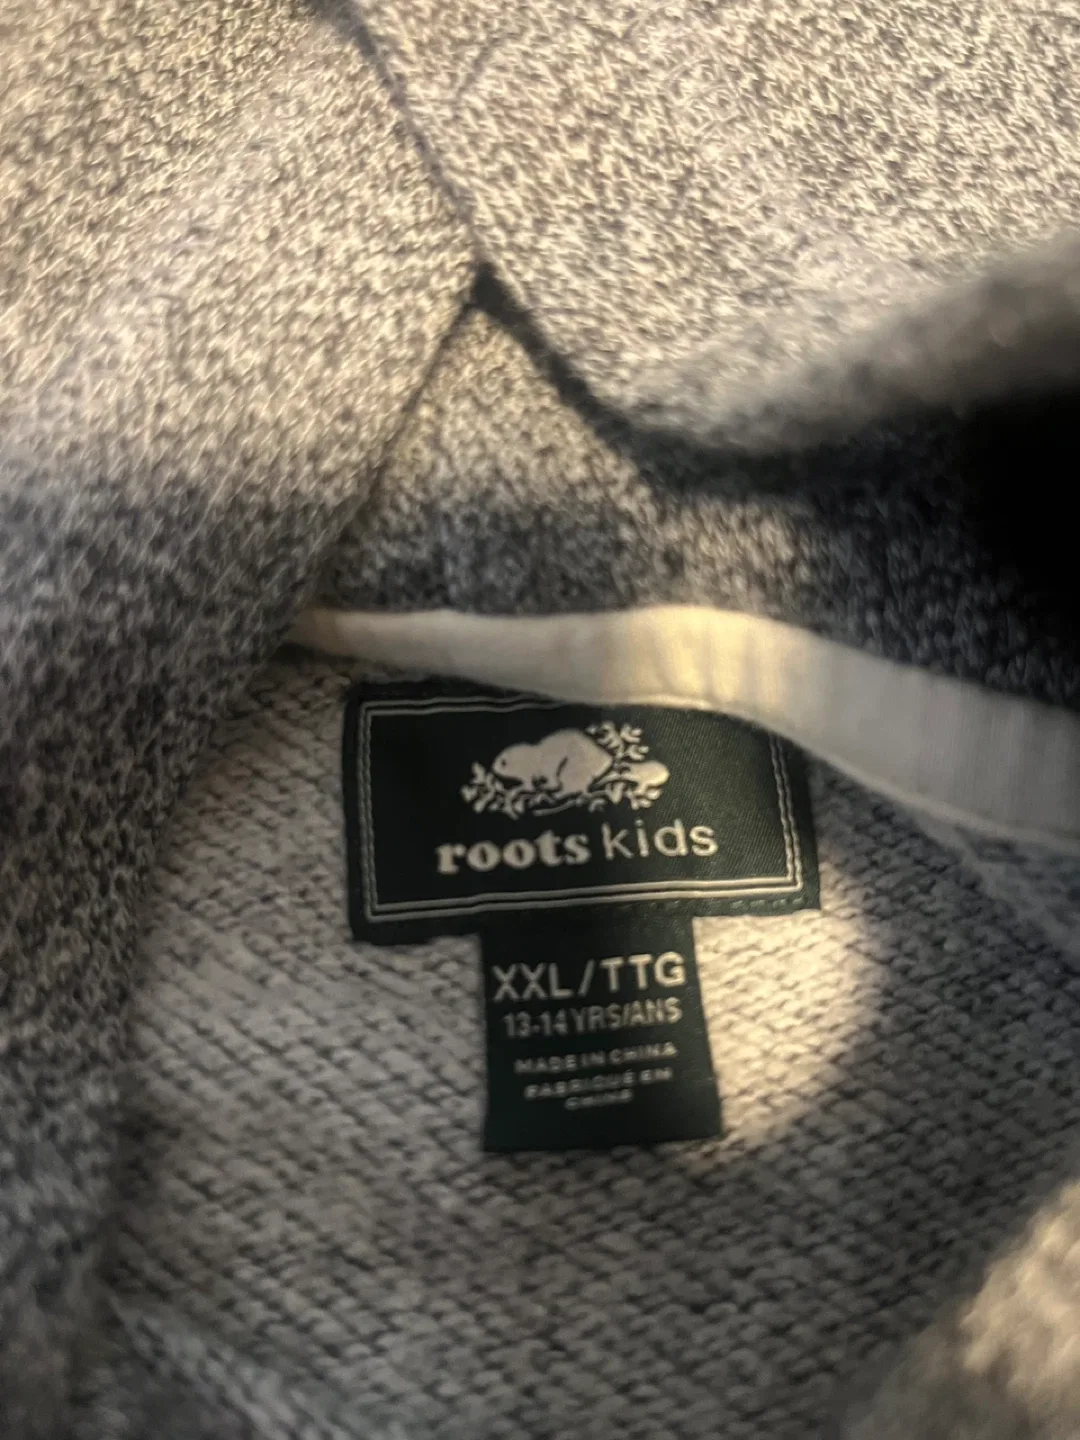 roots kids
XXL/TTG
13-14 YRS/ANS
MADE IN CHINA
FABRIQUÉ EN
CHINE